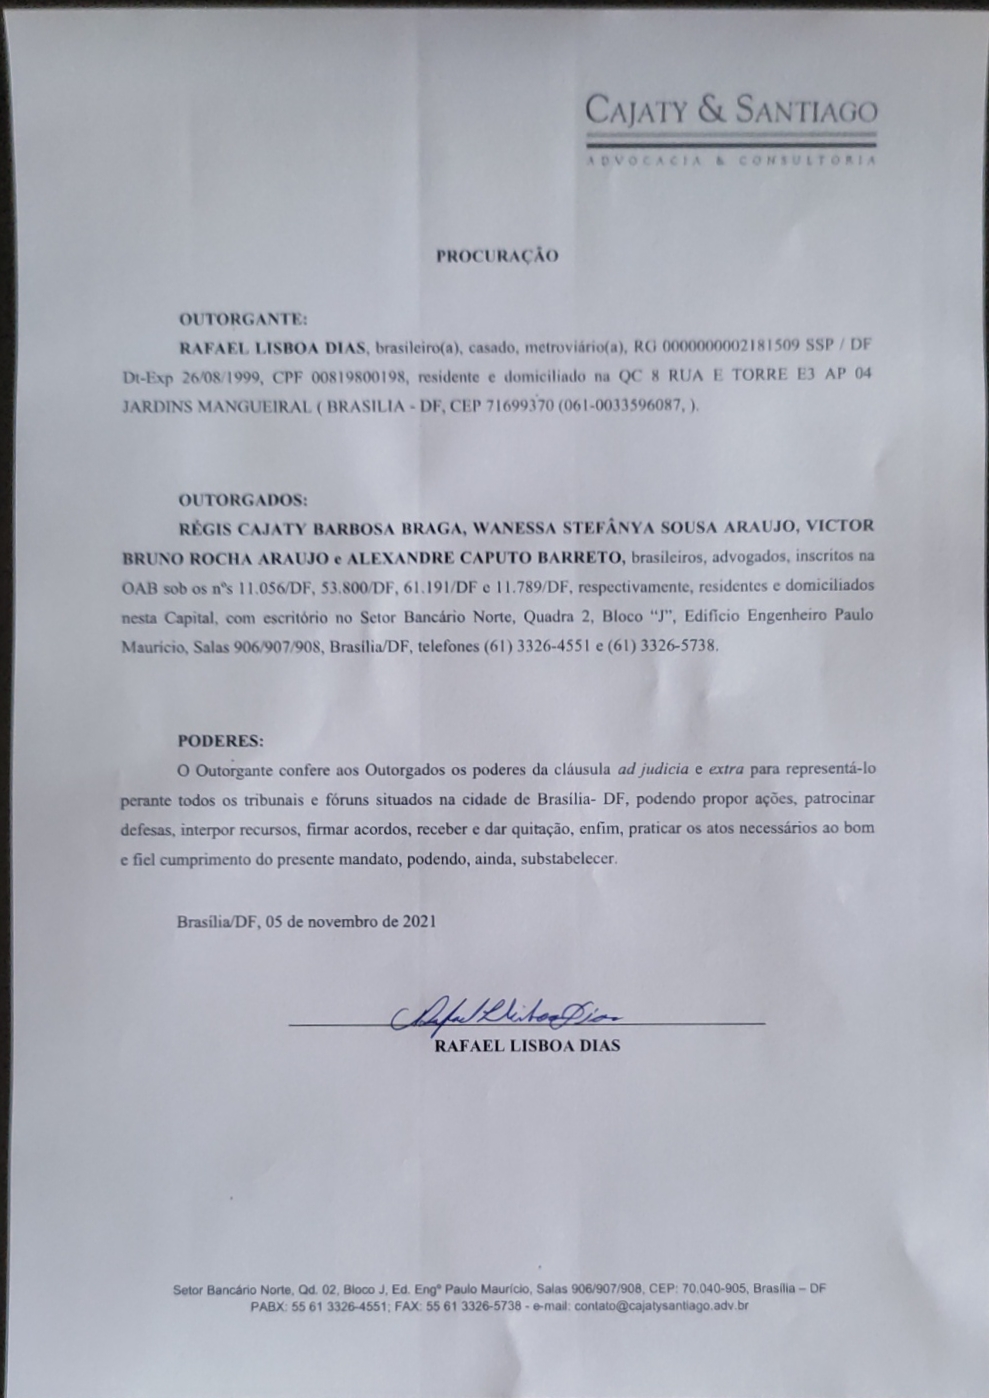 CAJATY & SANTIAGO
ADVOCACIA & CONSULTORIA
PROCURAÇÃO
OUTORGANTE:
RAFAEL LISBOA DIAS, brasileiro(a), casado, metroviário(a), RG 0000000002181509 SSP / DF
Dt-Exp 26/08/1999, CPF 00819800198, residente e domiciliado na QC 8 RUA E TORRE E3 AP 04
JARDINS MANGUEIRAL ( BRASILIA - DF, CEP 71699370 (061-0033596087, ).
OUTORGADOS:
RÉGIS CAJATY BARBOSA BRAGA, WANESSA STEFÂNYA SOUSA ARAUJO, VICTOR
BRUNO ROCHA ARAUJO e ALEXANDRE CAPUTO BARRETO, brasileiros, advogados, inscritos na
OAB sob os nºs 11.056/DF, 53.800/DF, 61.191/DF e 11.789/DF, respectivamente, residentes e domiciliados
nesta Capital, com escritório no Setor Bancário Norte, Quadra 2, Bloco “J”, Edifício Engenheiro Paulo
Maurício, Salas 906/907/908, Brasília/DF, telefones (61) 3326-4551 e (61) 3326-5738.
PODERES:
O Outorgante confere aos Outorgados os poderes da cláusula ad judicia e extra para representá-lo
perante todos os tribunais e fóruns situados na cidade de Brasília- DF, podendo propor ações, patrocinar
defesas, interpor recursos, firmar acordos, receber e dar quitação, enfim, praticar os atos necessários ao bom
e fiel cumprimento do presente mandato, podendo, ainda, substabelecer.
Brasília/DF, 05 de novembro de 2021
Rafael Lisboa Dias
RAFAEL LISBOA DIAS
Setor Bancário Norte, Qd. 02, Bloco J, Ed. Engº Paulo Maurício, Salas 906/907/908, CEP: 70.040-905, Brasília – DF
PABX: 55 61 3326-4551; FAX: 55 61 3326-5738 - e-mail: contato@cajatysantiago.adv.br